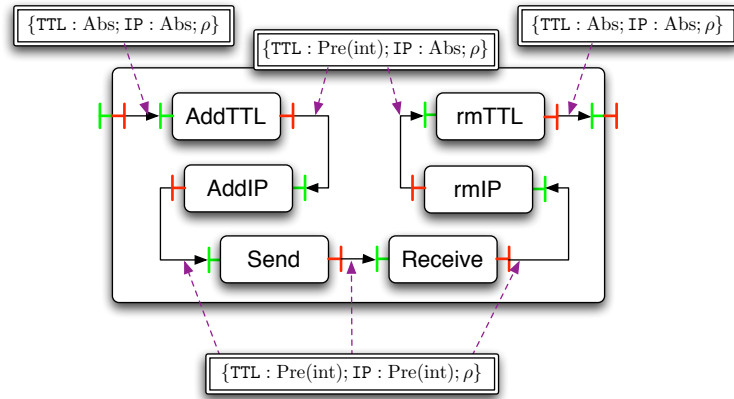 {TTL : Abs; IP : Abs; ρ}
{TTL : Pre(int); IP : Abs; ρ}
{TTL : Abs; IP : Abs; ρ}
AddTTL
rmTTL
AddIP
rmIP
Send
Receive
{TTL : Pre(int); IP : Pre(int); ρ}